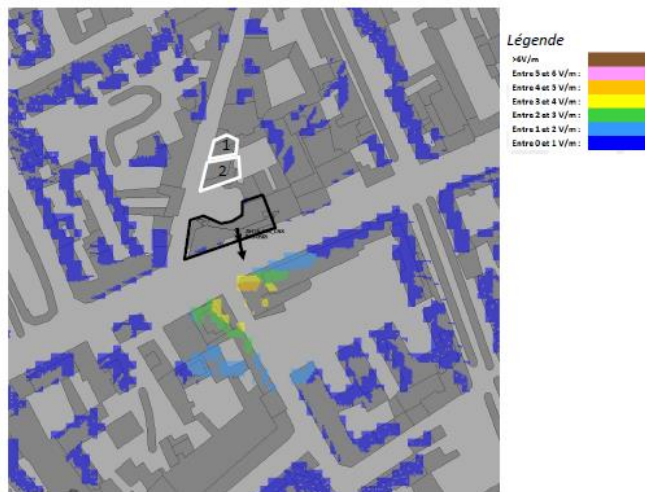 Légende
>6V/m
Entre 5 et 6 V/m :
Entre 4 et 5 V/m :
Entre 3 et 4 V/m :
Entre 2 et 3 V/m :
Entre 1 et 2 V/m :
Entre 0 et 1 V/m :
1
2